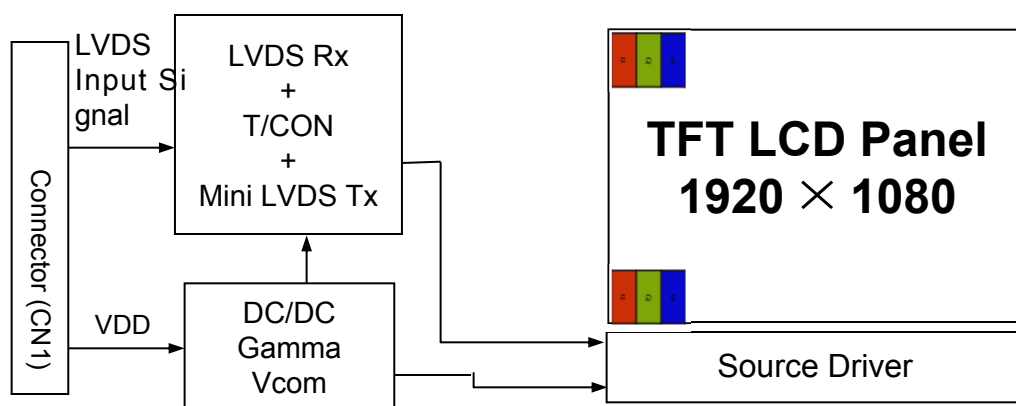 LVDS
Input Si
gnal
LVDS Rx
+
T/CON
+
Mini LVDS Tx
TFT LCD Panel
1920 × 1080
Connector (CN1)
VDD
DC/DC
Gamma
Vcom
Source Driver